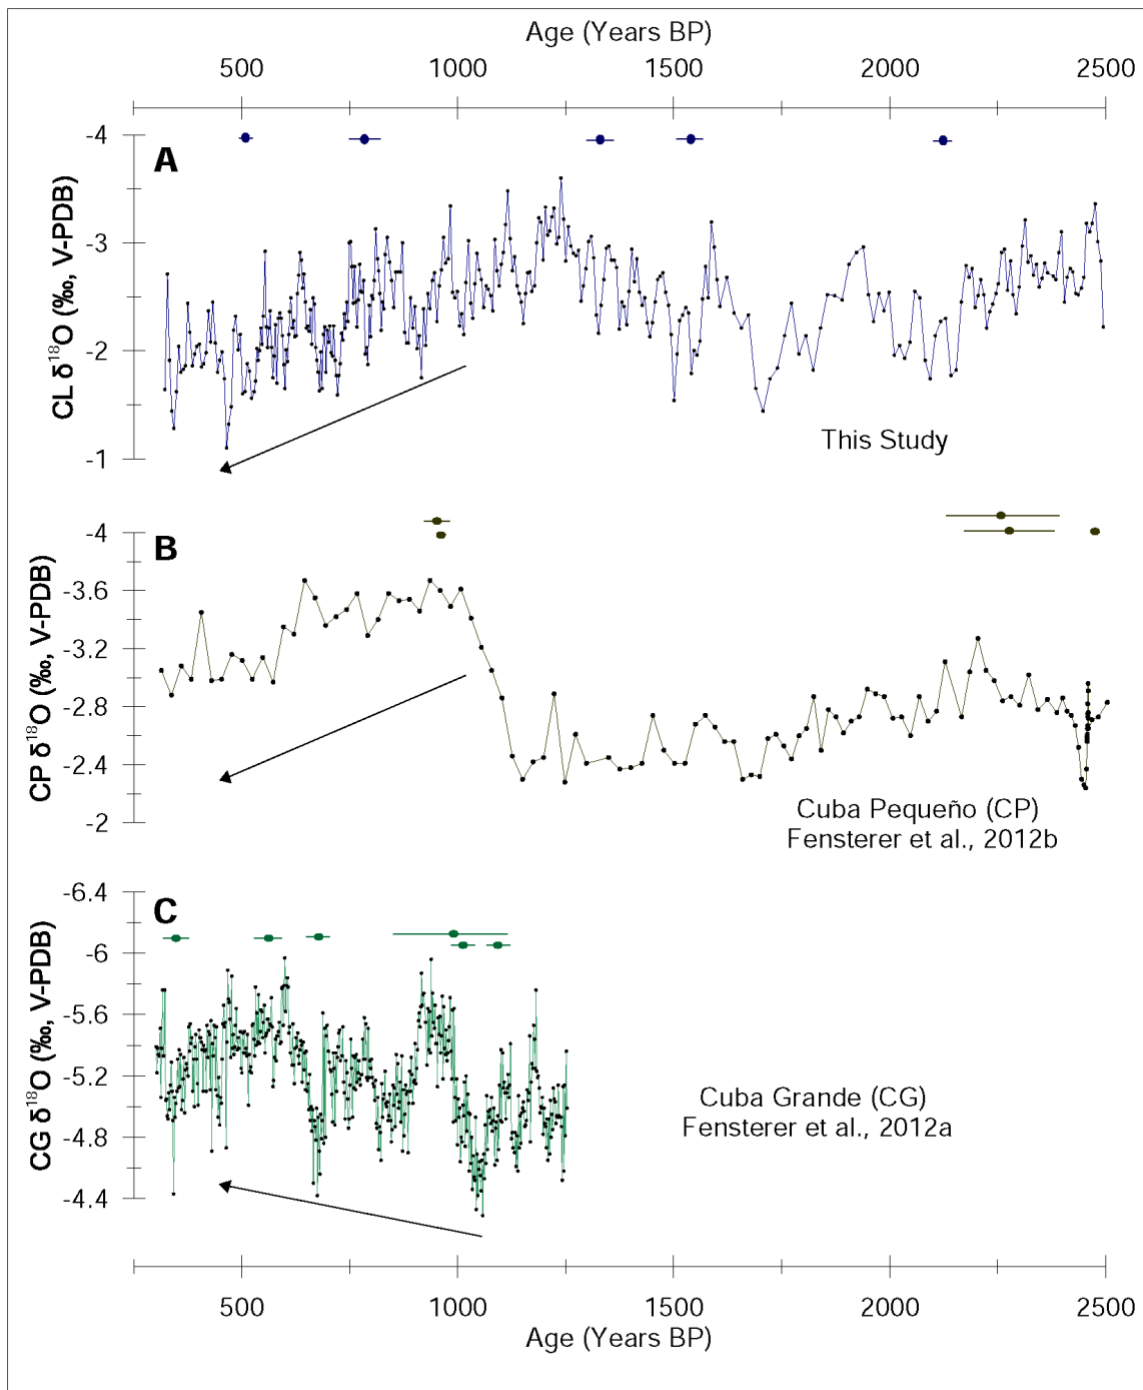 Age (Years BP)
500 1000 1500 2000 2500
A
-4
-3
-2
-1
CL δ¹⁸O (‰, V-PDB)
This Study
B
-4
-3.6
-3.2
-2.8
-2.4
-2
CP δ¹⁸O (‰, V-PDB)
Cuba Pequeño (CP)
Fensterer et al., 2012b
C
-6.4
-6
-5.6
-5.2
-4.8
-4.4
CG δ¹⁸O (‰, V-PDB)
Cuba Grande (CG)
Fensterer et al., 2012a
500 1000 1500 2000 2500
Age (Years BP)